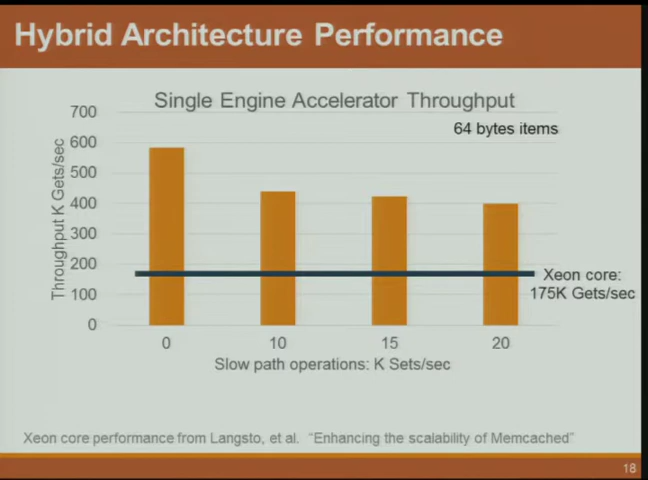 Hybrid Architecture Performance
Single Engine Accelerator Throughput
64 bytes items
Throughput K Gets/sec
700
600
500
400
300
200
100
0
Xeon core:
175K Gets/sec
0 10 15 20
Slow path operations: K Sets/sec
Xeon core performance from Langsto, et al. “Enhancing the scalability of Memcached”
18